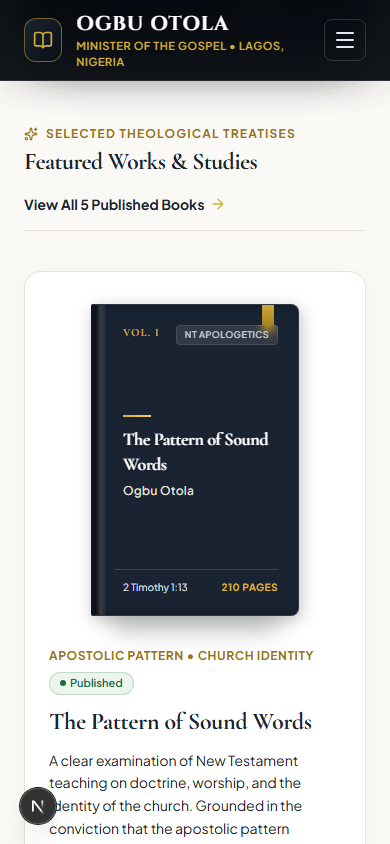 OGBU OTOLA
MINISTER OF THE GOSPEL • LAGOS,
NIGERIA
SELECTED THEOLOGICAL TREATISES
Featured Works & Studies
View All 5 Published Books →
VOL. I
NT APOLOGETICS
The Pattern of Sound
Words
Ogbu Otola
2 Timothy 1:13
210 PAGES
APOSTOLIC PATTERN • CHURCH IDENTITY
Published
The Pattern of Sound Words
A clear examination of New Testament
teaching on doctrine, worship, and the
identity of the church. Grounded in the
conviction that the apostolic pattern
N